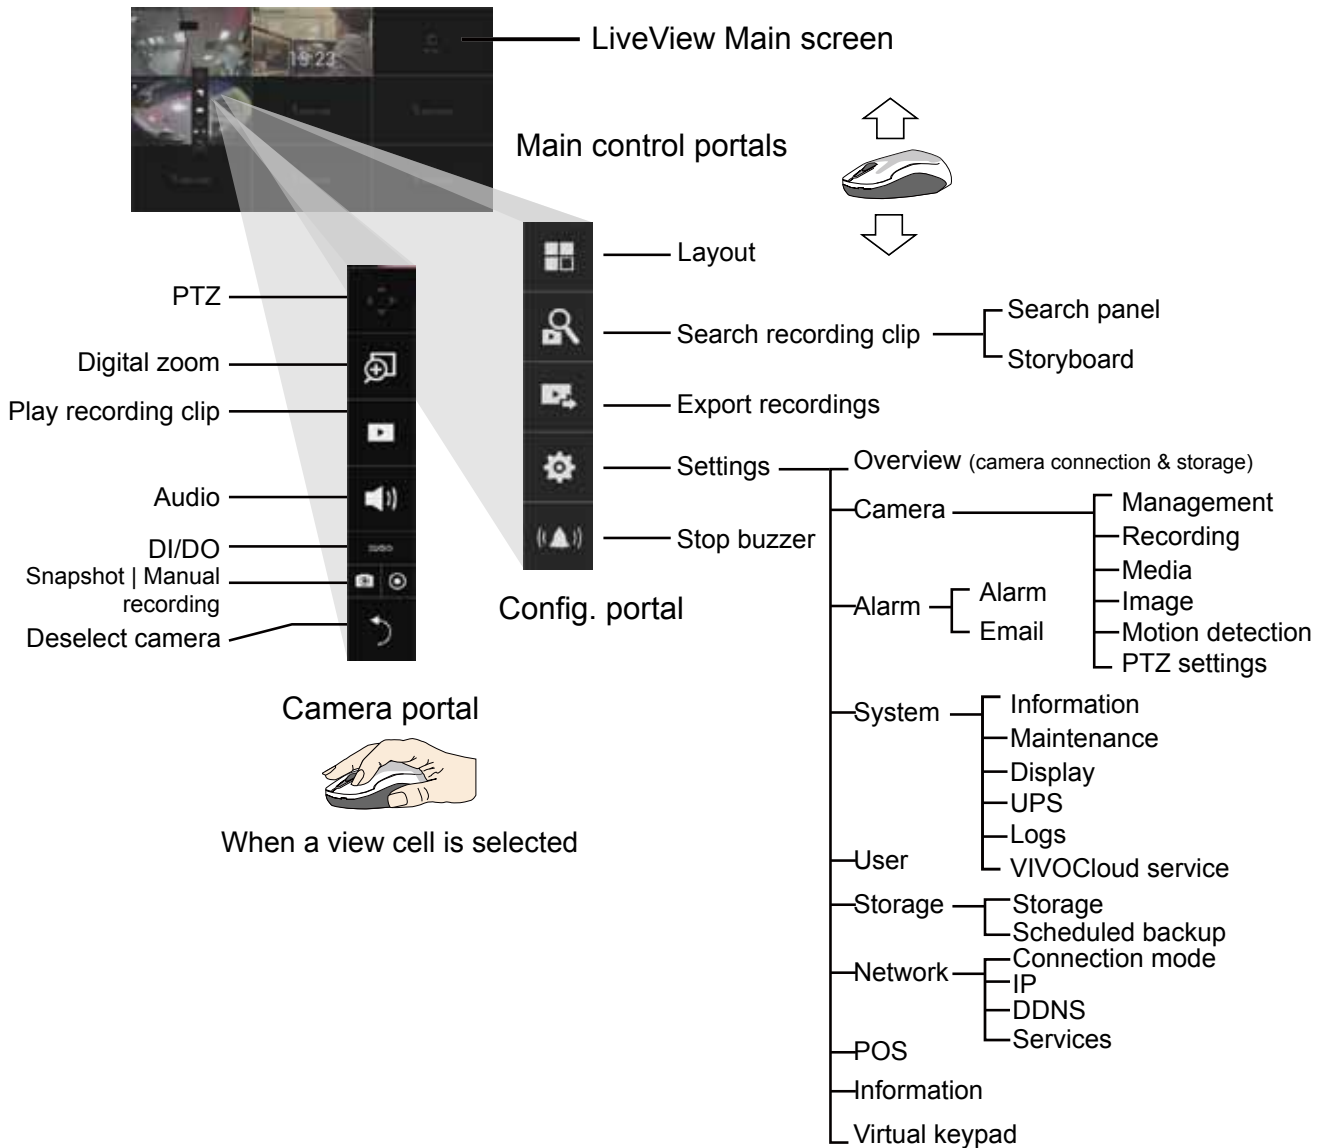 19:23
LiveView Main screen
Main control portals
Layout
Search recording clip
Search panel
Storyboard
Export recordings
Settings
Stop buzzer
Config. portal
PTZ
Digital zoom
Play recording clip
Audio
DI/DO
Snapshot | Manual
recording
Deselect camera
Camera portal
When a view cell is selected
Overview (camera connection & storage)
Camera
Management
Recording
Media
Image
Motion detection
PTZ settings
Alarm
Alarm
Email
System
Information
Maintenance
Display
UPS
Logs
VIVOCloud service
User
Storage
Storage
Scheduled backup
Network
Connection mode
IP
DDNS
Services
POS
Information
Virtual keypad